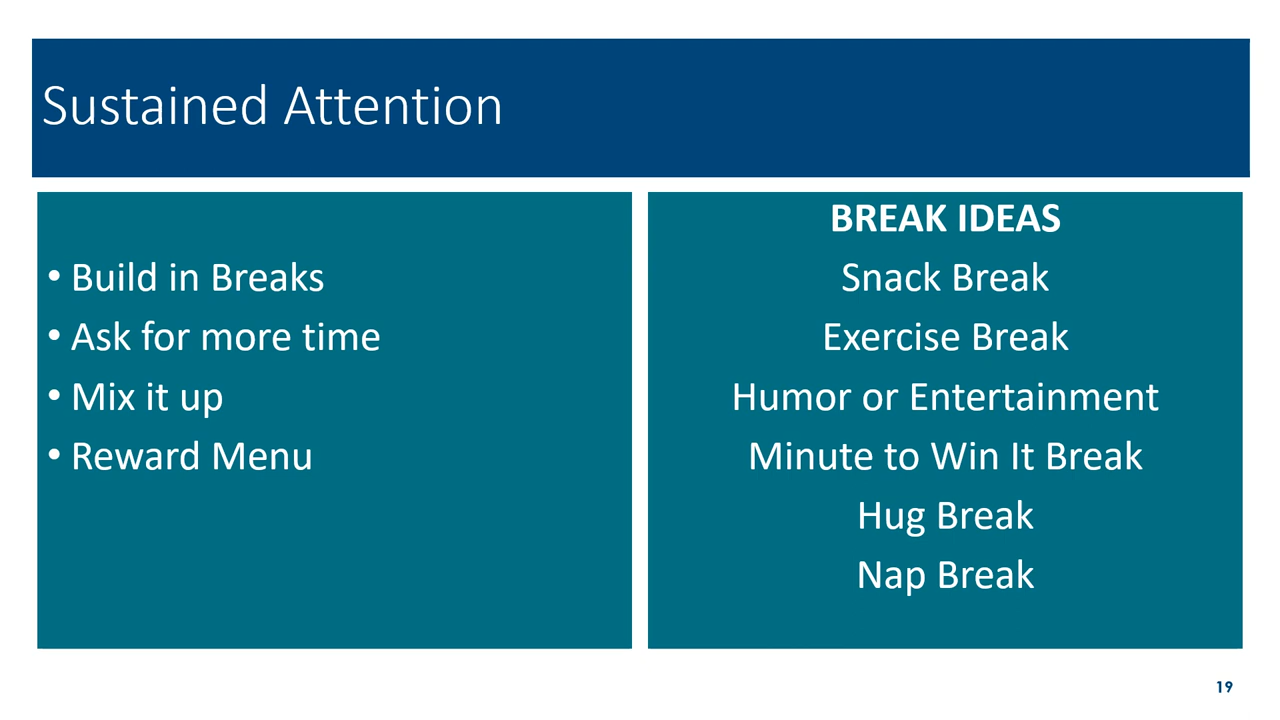 Sustained Attention
• Build in Breaks
• Ask for more time
• Mix it up
• Reward Menu
BREAK IDEAS
Snack Break
Exercise Break
Humor or Entertainment
Minute to Win It Break
Hug Break
Nap Break
19